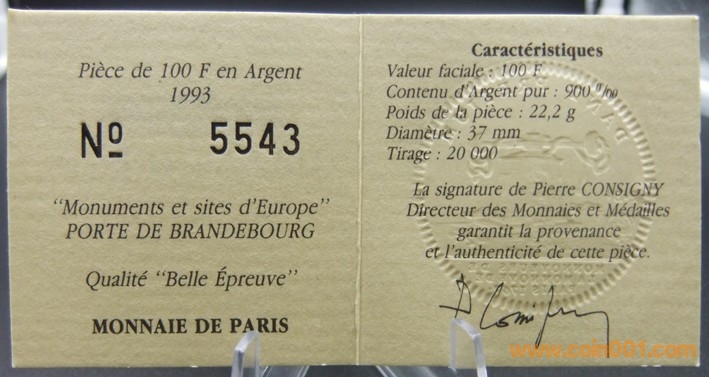 Pièce de 100 F en Argent
1993
Nº 5543
"Monuments et sites d'Europe"
PORTE DE BRANDEBOURG
Qualité "Belle Épreuve"
MONNAIE DE PARIS
Caractéristiques
Valeur faciale : 100 F.
Contenu d'Argent pur : 900 º/oo
Poids de la pièce : 22,2 g
Diamètre : 37 mm
Tirage : 20 000
La signature de Pierre CONSIGNY
Directeur des Monnaies et Médailles
garantit la provenance
et l'authenticité de cette pièce.
www.coin001.com